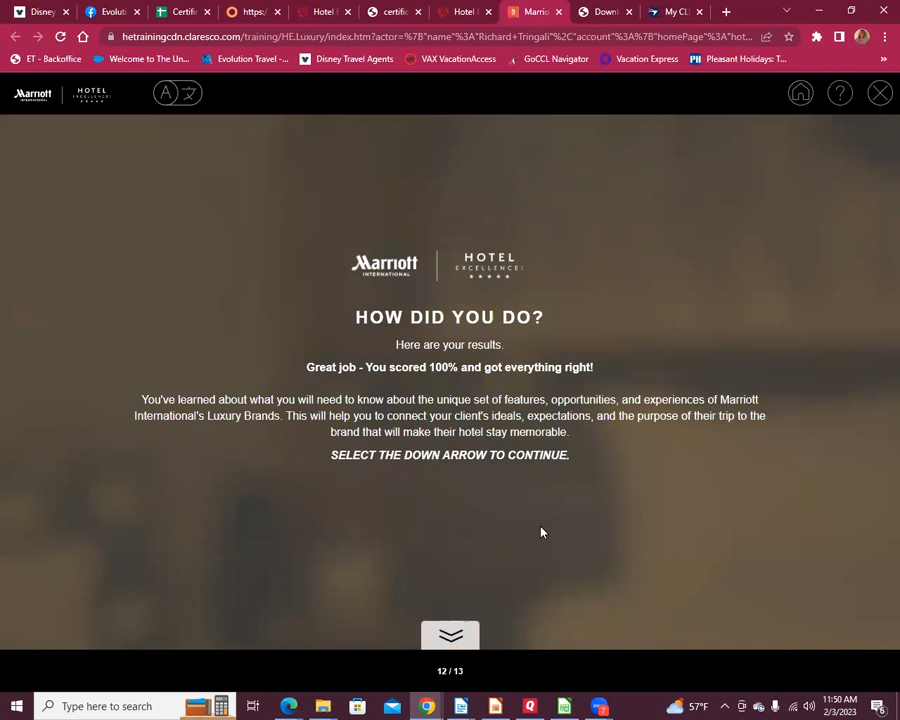 Disney
Evoluti
Certific
https:/
Hotel E
certific
Hotel E
Marrio
Downl
My CL
hetrainingcdn.claresco.com/training/HE.Luxury/index.htm?actor=%7B"name"%3A"Richard+Tringali"%2C"account"%3A%7B"homePage"%3A"hot...
ET - Backoffice
Welcome to The Un...
Evolution Travel -...
Disney Travel Agents
VAX VacationAccess
GoCCL Navigator
Vacation Express
Pleasant Holidays: T...
»
Marriott INTERNATIONAL
HOTEL EXCELLENCE!
A 文
?
Marriott
INTERNATIONAL
HOTEL
EXCELLENCE!
HOW DID YOU DO?
Here are your results.
Great job - You scored 100% and got everything right!
You've learned about what you will need to know about the unique set of features, opportunities, and experiences of Marriott
International's Luxury Brands. This will help you to connect your client's ideals, expectations, and the purpose of their trip to the
brand that will make their hotel stay memorable.
SELECT THE DOWN ARROW TO CONTINUE.
12 / 13
Type here to search
57°F
11:50 AM
2/3/2023
6